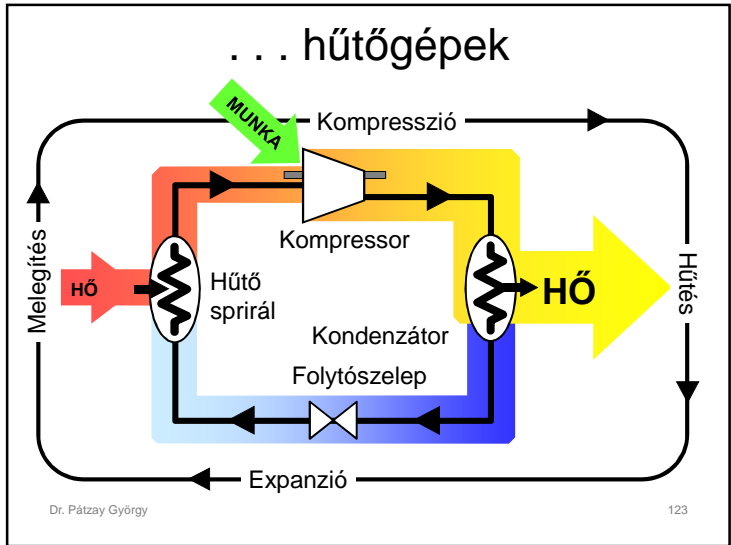 . . . hűtőgépek
MUNKA
Kompresszió
Kompressor
Melegítés
HŐ
Hűtő
sprirál
HŐ
Hűtés
Kondenzátor
Folytószelep
Expanzió
Dr. Pátzay György
123